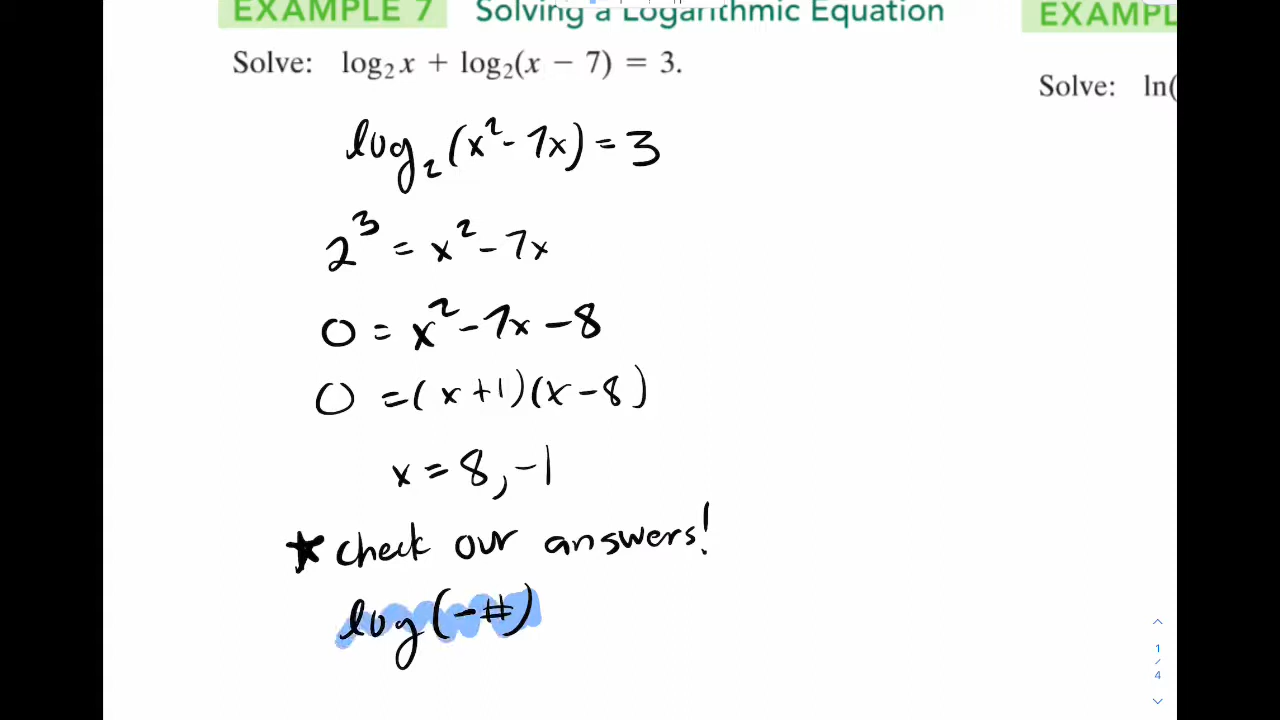 EXAMPLE 7 Solving a Logarithmic Equation
Solve: log₂x + log₂(x − 7) = 3.
log₂(x² - 7x) = 3
2³ = x² - 7x
0 = x² - 7x - 8
0 = (x + 1)(x - 8)
x = 8, -1
★ check our answers!
log(-#)
EXAMPL
Solve: ln(
1
/
4